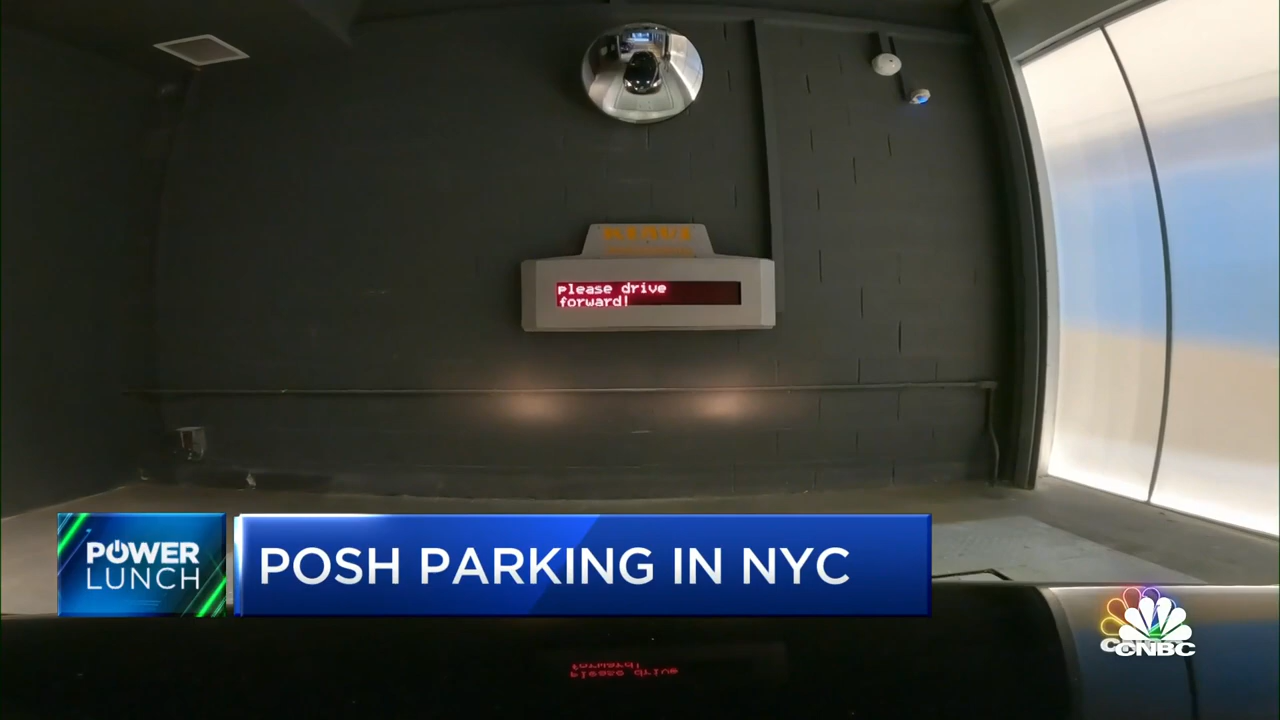 Please drive
forward!
POWER
LUNCH
POSH PARKING IN NYC
CNBC